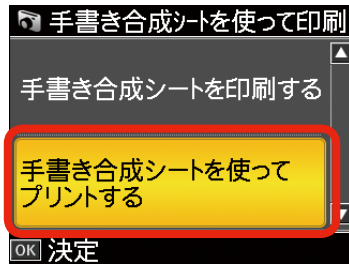 手書き合成シートを使って印刷
手書き合成シートを印刷する
手書き合成シートを使って
プリントする
OK 決定